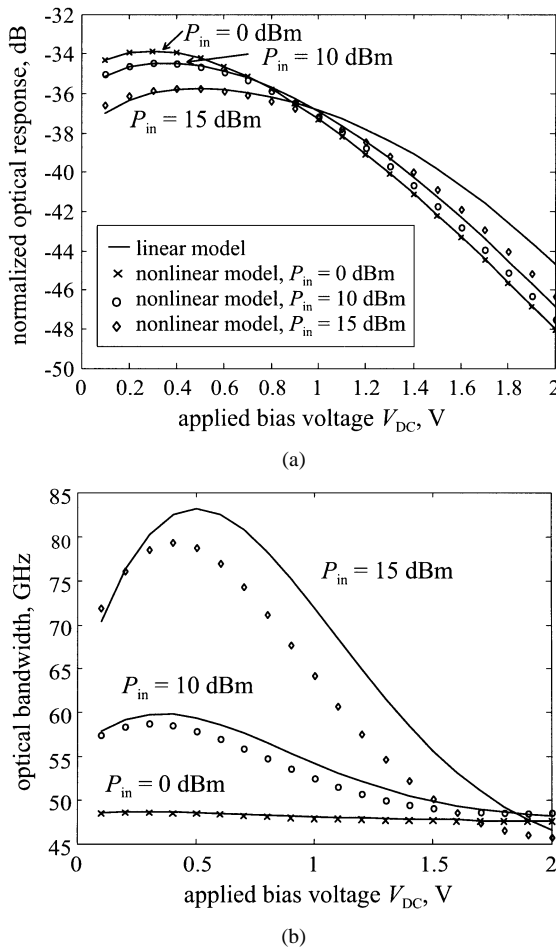 -32
-34
-36
-38
-40
-42
-44
-46
-48
-50
normalized optical response, dB
P_in = 0 dBm
P_in = 10 dBm
P_in = 15 dBm
linear model
nonlinear model, P_in = 0 dBm
nonlinear model, P_in = 10 dBm
nonlinear model, P_in = 15 dBm
0 0.2 0.4 0.6 0.8 1 1.2 1.4 1.6 1.8 2
applied bias voltage V_DC, V
(a)
85
80
75
70
65
60
55
50
45
optical bandwidth, GHz
P_in = 15 dBm
P_in = 10 dBm
P_in = 0 dBm
0 0.5 1 1.5 2
applied bias voltage V_DC, V
(b)